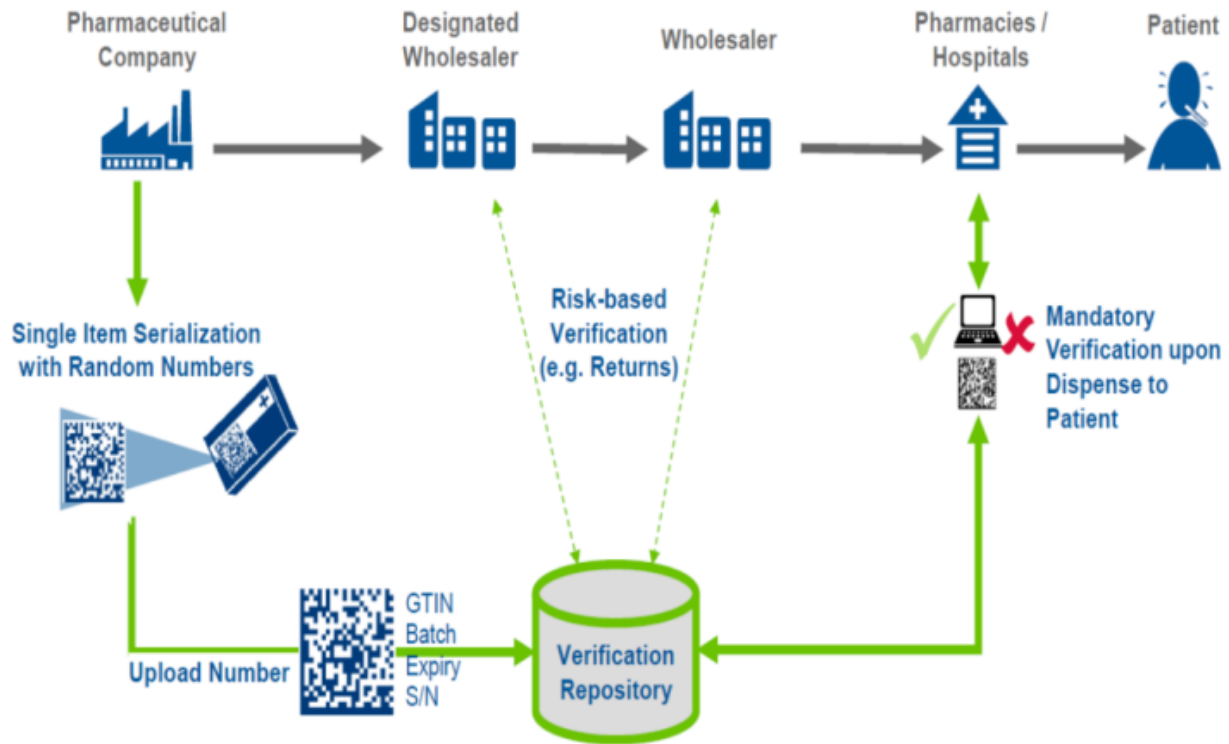 Pharmaceutical
Company
Designated
Wholesaler
Wholesaler
Pharmacies /
Hospitals
Patient
Single Item Serialization
with Random Numbers
Risk-based
Verification
(e.g. Returns)
Mandatory
Verification upon
Dispense to
Patient
Upload Number
GTIN
Batch
Expiry
S/N
Verification
Repository